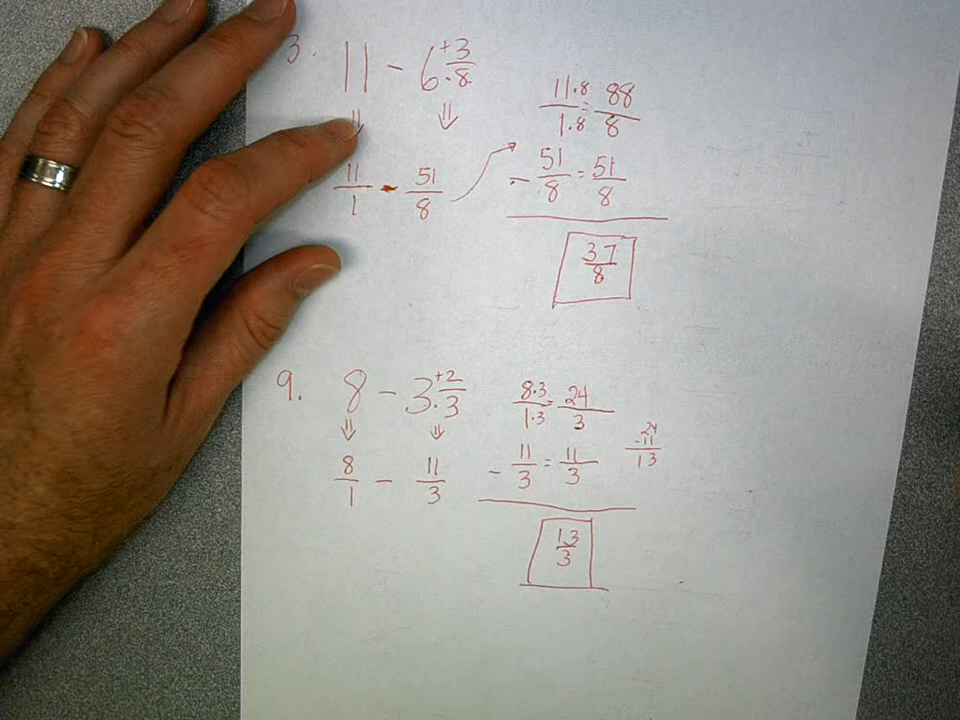 3. 11 - 6 +3/·8
⇓ ⇓
11/1 - 51/8
11·8/1·8 = 88/8
- 51/8 = 51/8
37/8
9. 8 - 3 +2/·3
⇓ ⇓
8/1 - 11/3
8·3/1·3 = 24/3
- 11/3 = 11/3
13/3
24
-11
13